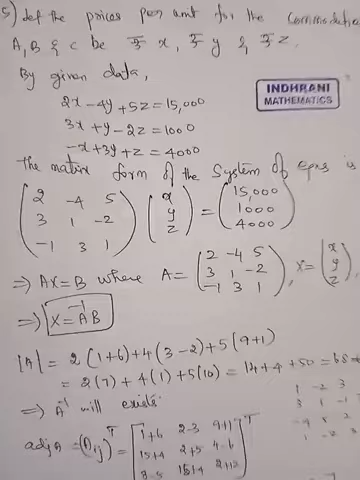 5) let the prices per unit for the commodities
A, B & C be ₹ x, ₹ y & ₹ z.
By given data,
INDHRANI
MATHEMATICS
2x - 4y + 5z = 15,000
3x + y - 2z = 1000
-x + 3y + z = 4000
The matrix form of the system of eqns is
( 2 -4 5 ) ( x ) = ( 15,000 )
( 3 1 -2 ) ( y ) ( 1000 )
( -1 3 1 ) ( z ) ( 4000 )
⇒ AX = B where A = ( 2 -4 5 ; 3 1 -2 ; -1 3 1 ), X = ( x ; y ; z ),
⇒ X = A⁻¹B
|A| = 2(1+6) + 4(3-2) + 5(9+1)
= 2(7) + 4(1) + 5(10) = 14 + 4 + 50 = 68
⇒ A⁻¹ will exists
adj A = (Aij)ᵀ = [ 1+6 2-3 9+1 ]ᵀ
15+4 2+5 4-6
8-5 15+4 2+12